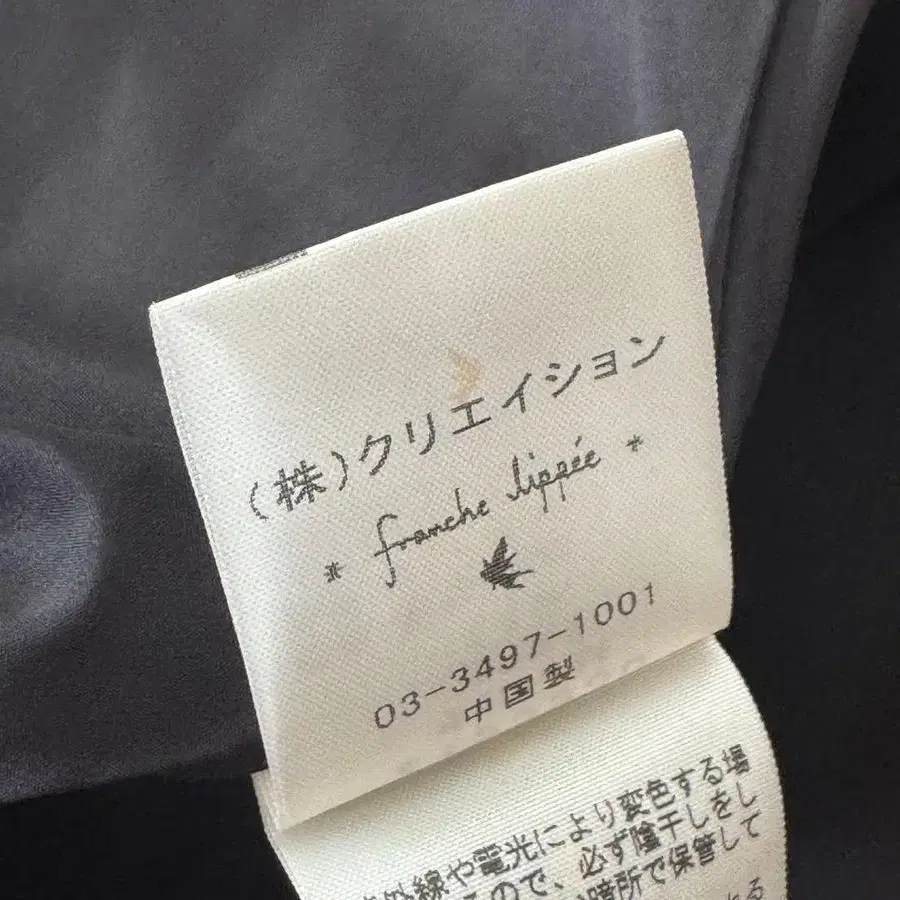 (株)クリエイション
* franche lippée *
03-3497-1001
中国製
外線や電光により変色する場
ので、必ず陰干しをし
暗所で保管して
る